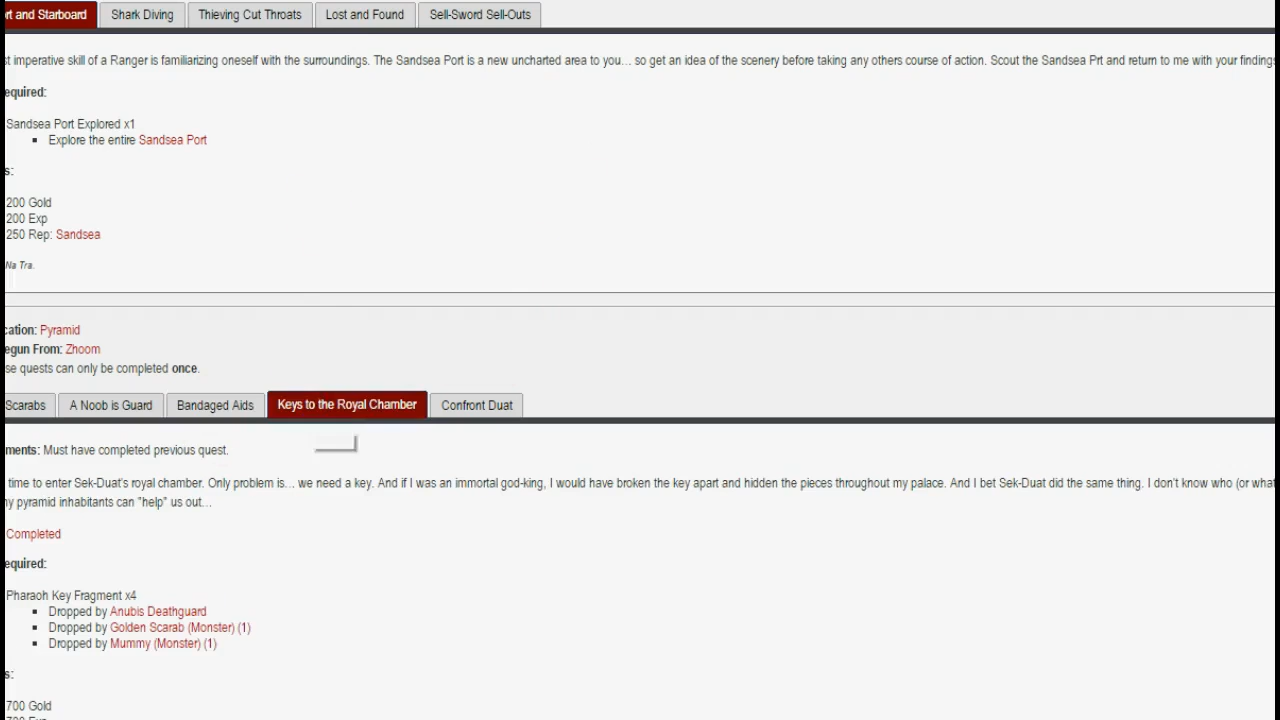 rt and Starboard Shark Diving Thieving Cut Throats Lost and Found Sell-Sword Sell-Outs
st imperative skill of a Ranger is familiarizing oneself with the surroundings. The Sandsea Port is a new uncharted area to you... so get an idea of the scenery before taking any others course of action. Scout the Sandsea Prt and return to me with your findings
equired:
Sandsea Port Explored x1
Explore the entire Sandsea Port
s:
200 Gold
200 Exp
250 Rep: Sandsea
Na Tra.
cation: Pyramid
egun From: Zhoom
se quests can only be completed once.
Scarabs A Noob is Guard Bandaged Aids Keys to the Royal Chamber Confront Duat
ments: Must have completed previous quest.
time to enter Sek-Duat's royal chamber. Only problem is... we need a key. And if I was an immortal god-king, I would have broken the key apart and hidden the pieces throughout my palace. And I bet Sek-Duat did the same thing. I don't know who (or what
ny pyramid inhabitants can "help" us out...
Completed
equired:
Pharaoh Key Fragment x4
Dropped by Anubis Deathguard
Dropped by Golden Scarab (Monster) (1)
Dropped by Mummy (Monster) (1)
s:
700 Gold
700 Exp